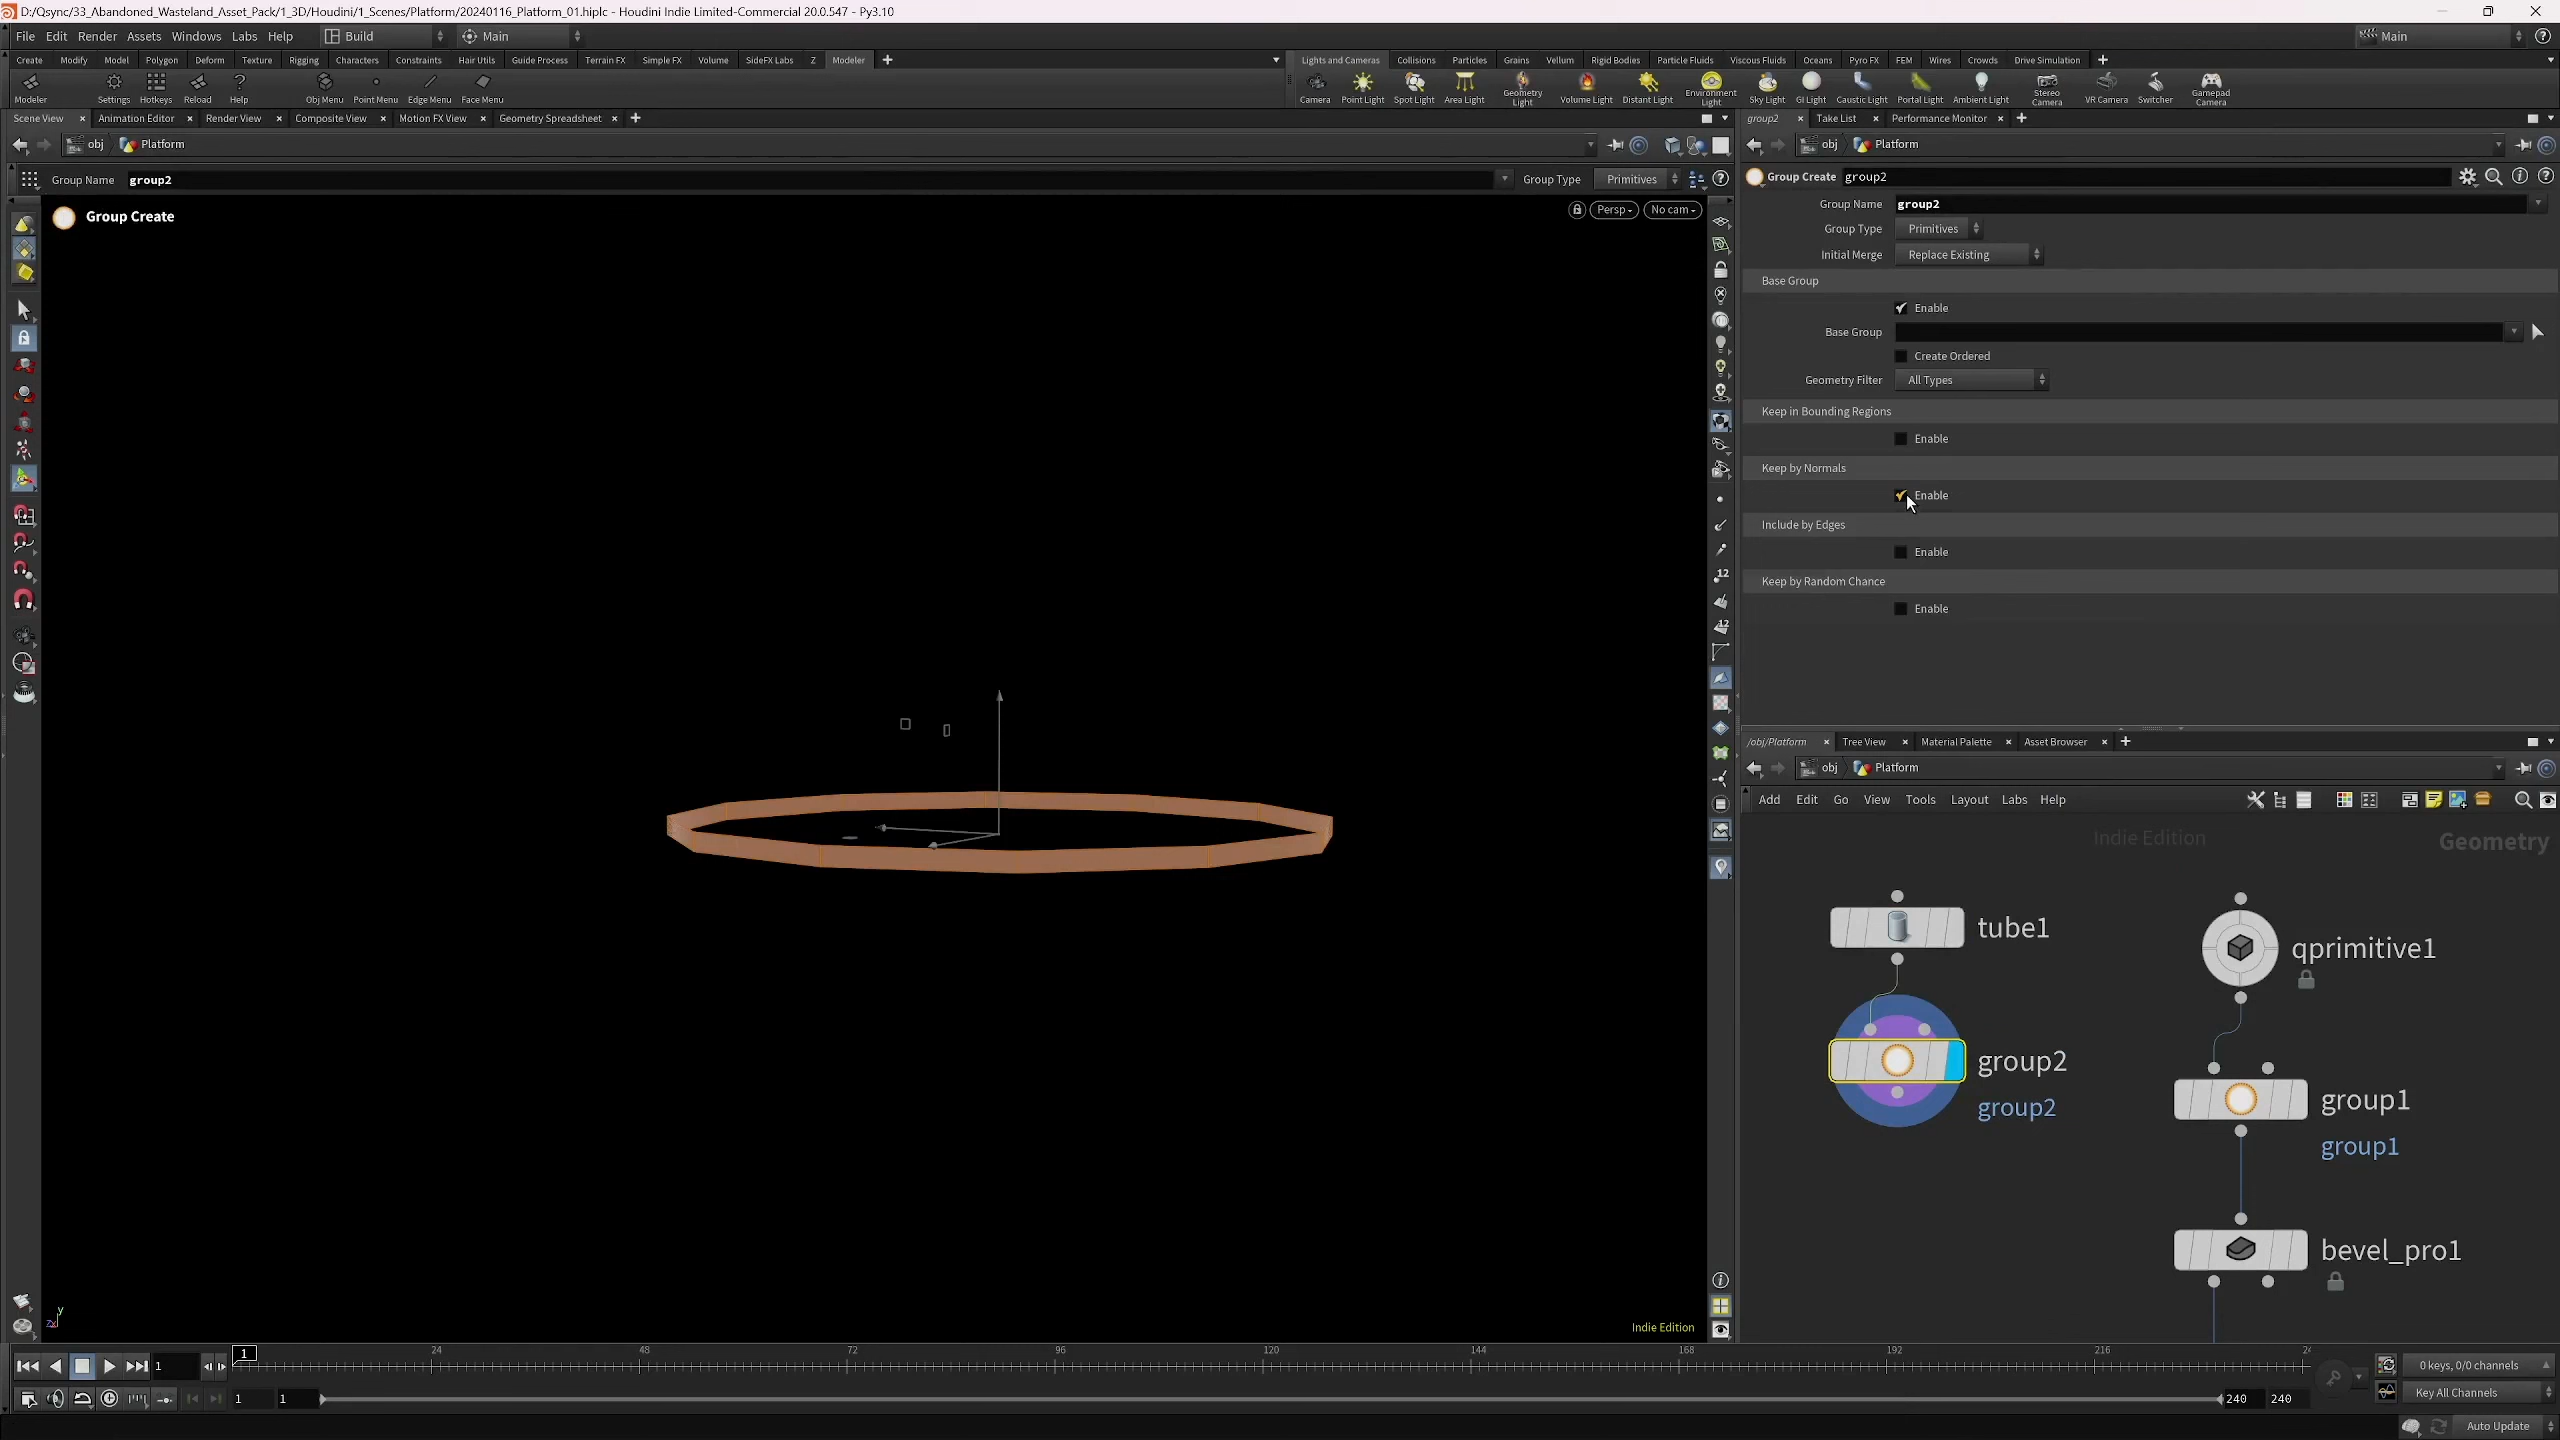 D:/Qsync/33_Abandoned_Wasteland_Asset_Pack/1_3D/Houdini/1_Scenes/Platform/20240116_Platform_01.hiplc - Houdini Indie Limited-Commercial 20.0.547 - Py3.10
File Edit Render Assets Windows Labs Help Build Main Main
Create Modify Model Polygon Deform Texture Rigging Characters Constraints Hair Utils Guide Process Terrain FX Simple FX Volume SideFX Labs Z Modeler
Lights and Cameras Collisions Particles Grains Vellum Rigid Bodies Particle Fluids Viscous Fluids Oceans Pyro FX FEM Wires Crowds Drive Simulation
Modeler Settings Hotkeys Reload Help Obj Menu Point Menu Edge Menu Face Menu
Camera Point Light Spot Light Area Light Geometry Light Volume Light Distant Light Environment Light Sky Light GI Light Caustic Light Portal Light Ambient Light Stereo Camera VR Camera Switcher Gamepad Camera
Scene View Animation Editor Render View Composite View Motion FX View Geometry Spreadsheet
group2 Take List Performance Monitor
obj Platform
obj Platform
Group Name group2 Group Type Primitives
Group Create group2
Group Create
Persp No cam
Group Name group2
Group Type Primitives
Initial Merge Replace Existing
Base Group
Enable
Base Group
Create Ordered
Geometry Filter All Types
Keep in Bounding Regions
Enable
Keep by Normals
Enable
Include by Edges
Enable
Keep by Random Chance
Enable
12
12
/obj/Platform Tree View Material Palette Asset Browser
obj Platform
Add Edit Go View Tools Layout Labs Help
Indie Edition
Geometry
tube1
qprimitive1
group2
group2
group1
group1
bevel_pro1
y
Indie Edition
1 1 24 48 72 96 120 144 168 192 216
0 keys, 0/0 channels
1 1 240 240
Key All Channels
Auto Update